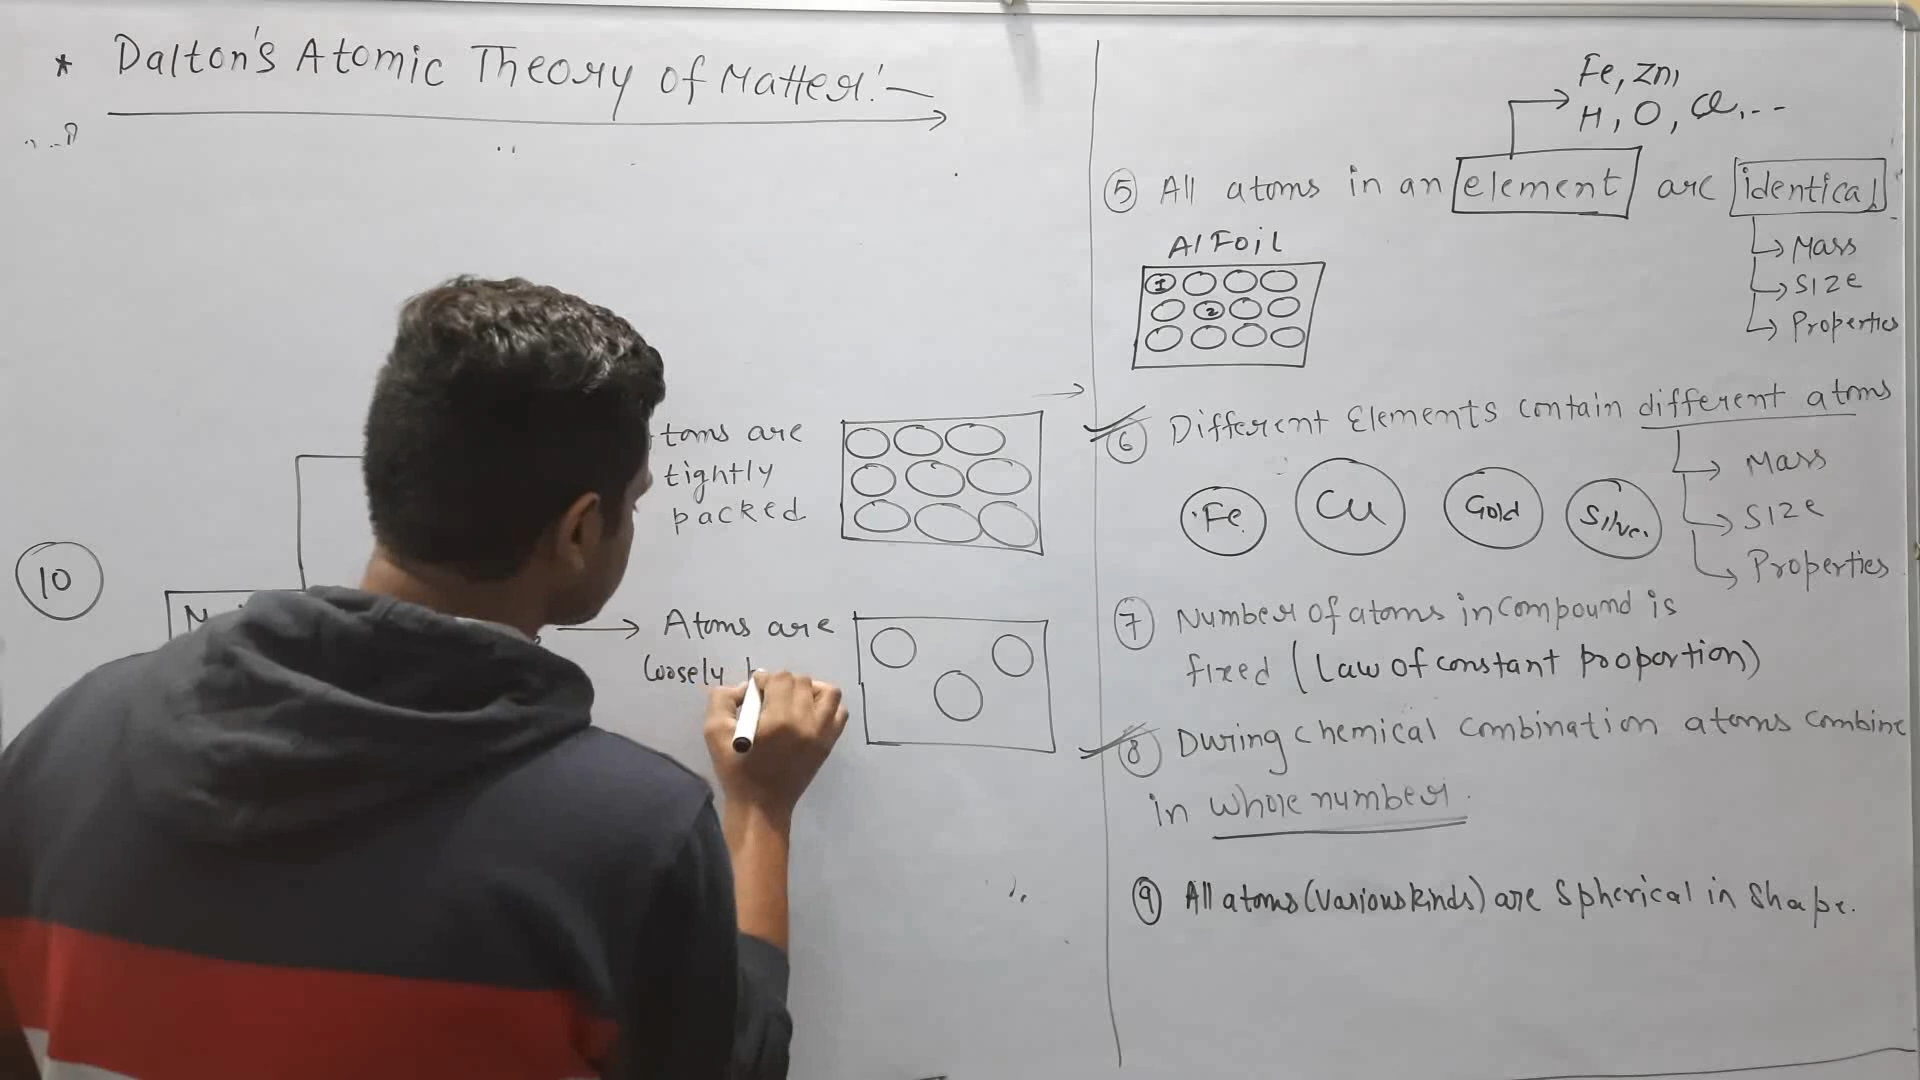 * Dalton's Atomic Theory of Matter:-
10
toms are
tightly
packed
Atoms are
loosely
Fe, Zn,
H, O, Cl, --
5 All atoms in an element are identical
Mass
Size
Properties
Al Foil
1
2
6 Different Elements contain different atoms
Mass
Size
Properties
Fe Cu Gold Silver
7 Number of atoms in compound is
fixed (Law of constant proportion)
8 During chemical combination atoms combine
in whole number.
9 All atoms (various kinds) are spherical in shape.